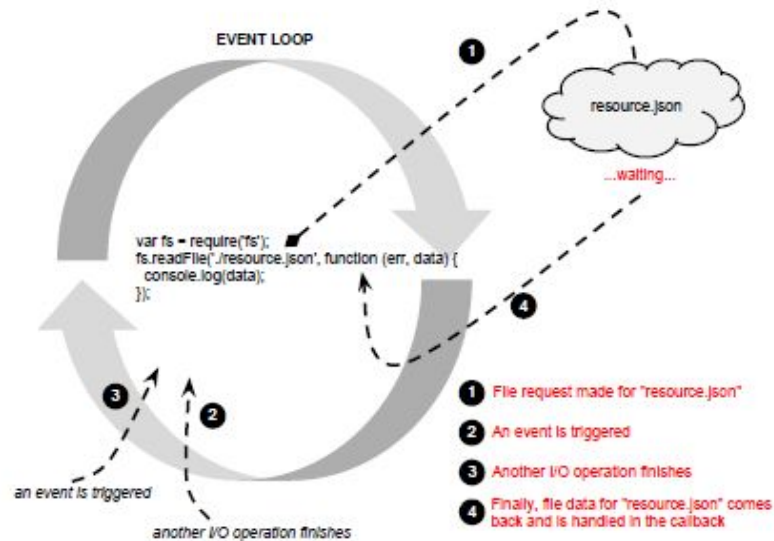 EVENT LOOP
1
resource.json
...waiting...
var fs = require('fs');
fs.readFile('./resource.json', function (err, data) {
console.log(data);
});
4
3
2
an event is triggered
another I/O operation finishes
1 File request made for "resource.json"
2 An event is triggered
3 Another I/O operation finishes
4 Finally, file data for "resource.json" comes
back and is handled in the callback